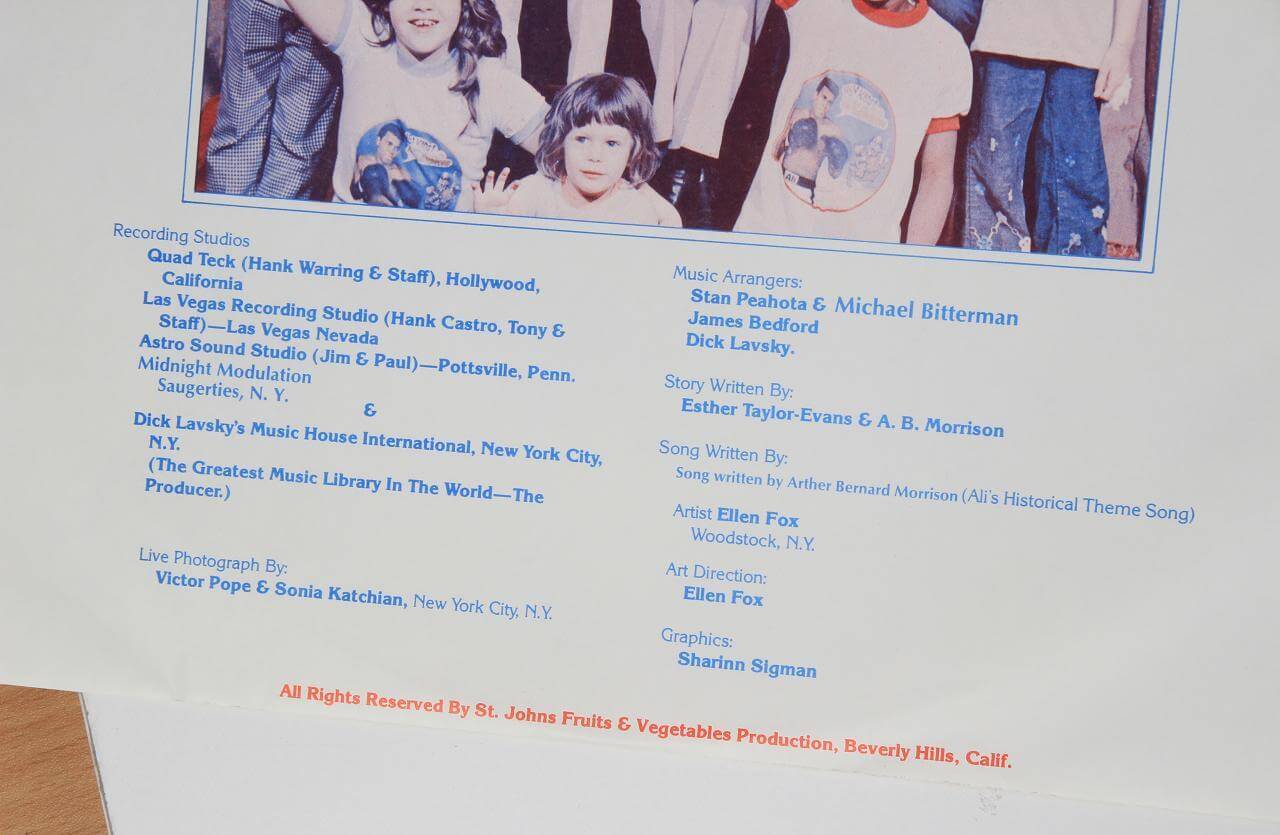 Ali
Recording Studios
Quad Teck (Hank Warring & Staff), Hollywood,
California
Las Vegas Recording Studio (Hank Castro, Tony &
Staff)—Las Vegas Nevada
Astro Sound Studio (Jim & Paul)—Pottsville, Penn.
Midnight Modulation
Saugerties, N. Y.
&
Dick Lavsky's Music House International, New York City,
N.Y.
(The Greatest Music Library In The World—The
Producer.)
Live Photograph By:
Victor Pope & Sonia Katchian, New York City, N.Y.
Music Arrangers:
Stan Peahota & Michael Bitterman
James Bedford
Dick Lavsky.
Story Written By:
Esther Taylor-Evans & A. B. Morrison
Song Written By:
Song written by Arther Bernard Morrison (Ali's Historical Theme Song)
Artist Ellen Fox
Woodstock, N.Y.
Art Direction:
Ellen Fox
Graphics:
Sharinn Sigman
All Rights Reserved By St. Johns Fruits & Vegetables Production, Beverly Hills, Calif.